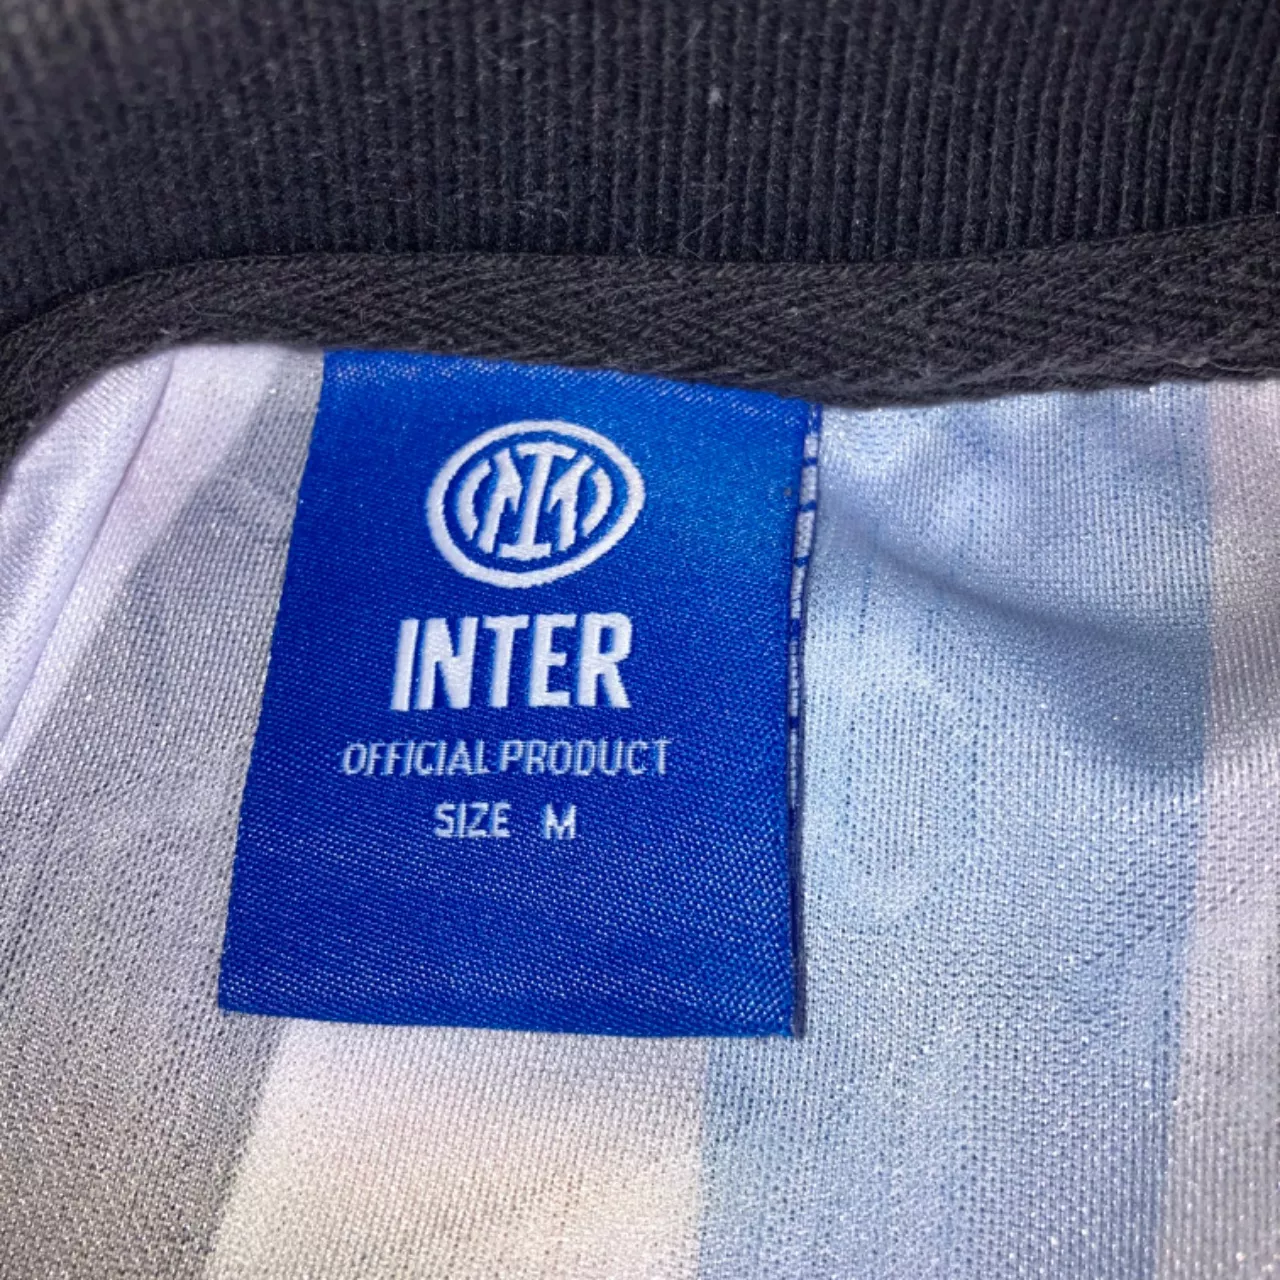 INTER
OFFICIAL PRODUCT
SIZE M